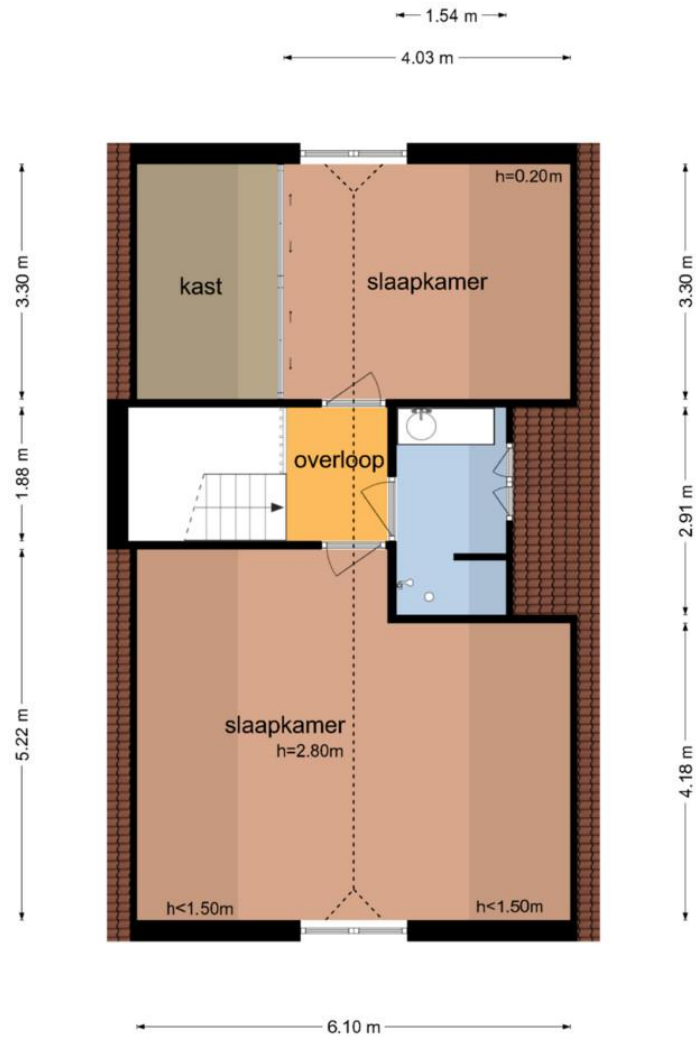 1.54 m
4.03 m
h=0.20m
3.30 m
kast
slaapkamer
3.30 m
1.88 m
overloop
2.91 m
5.22 m
slaapkamer
h=2.80m
4.18 m
h<1.50m
h<1.50m
6.10 m